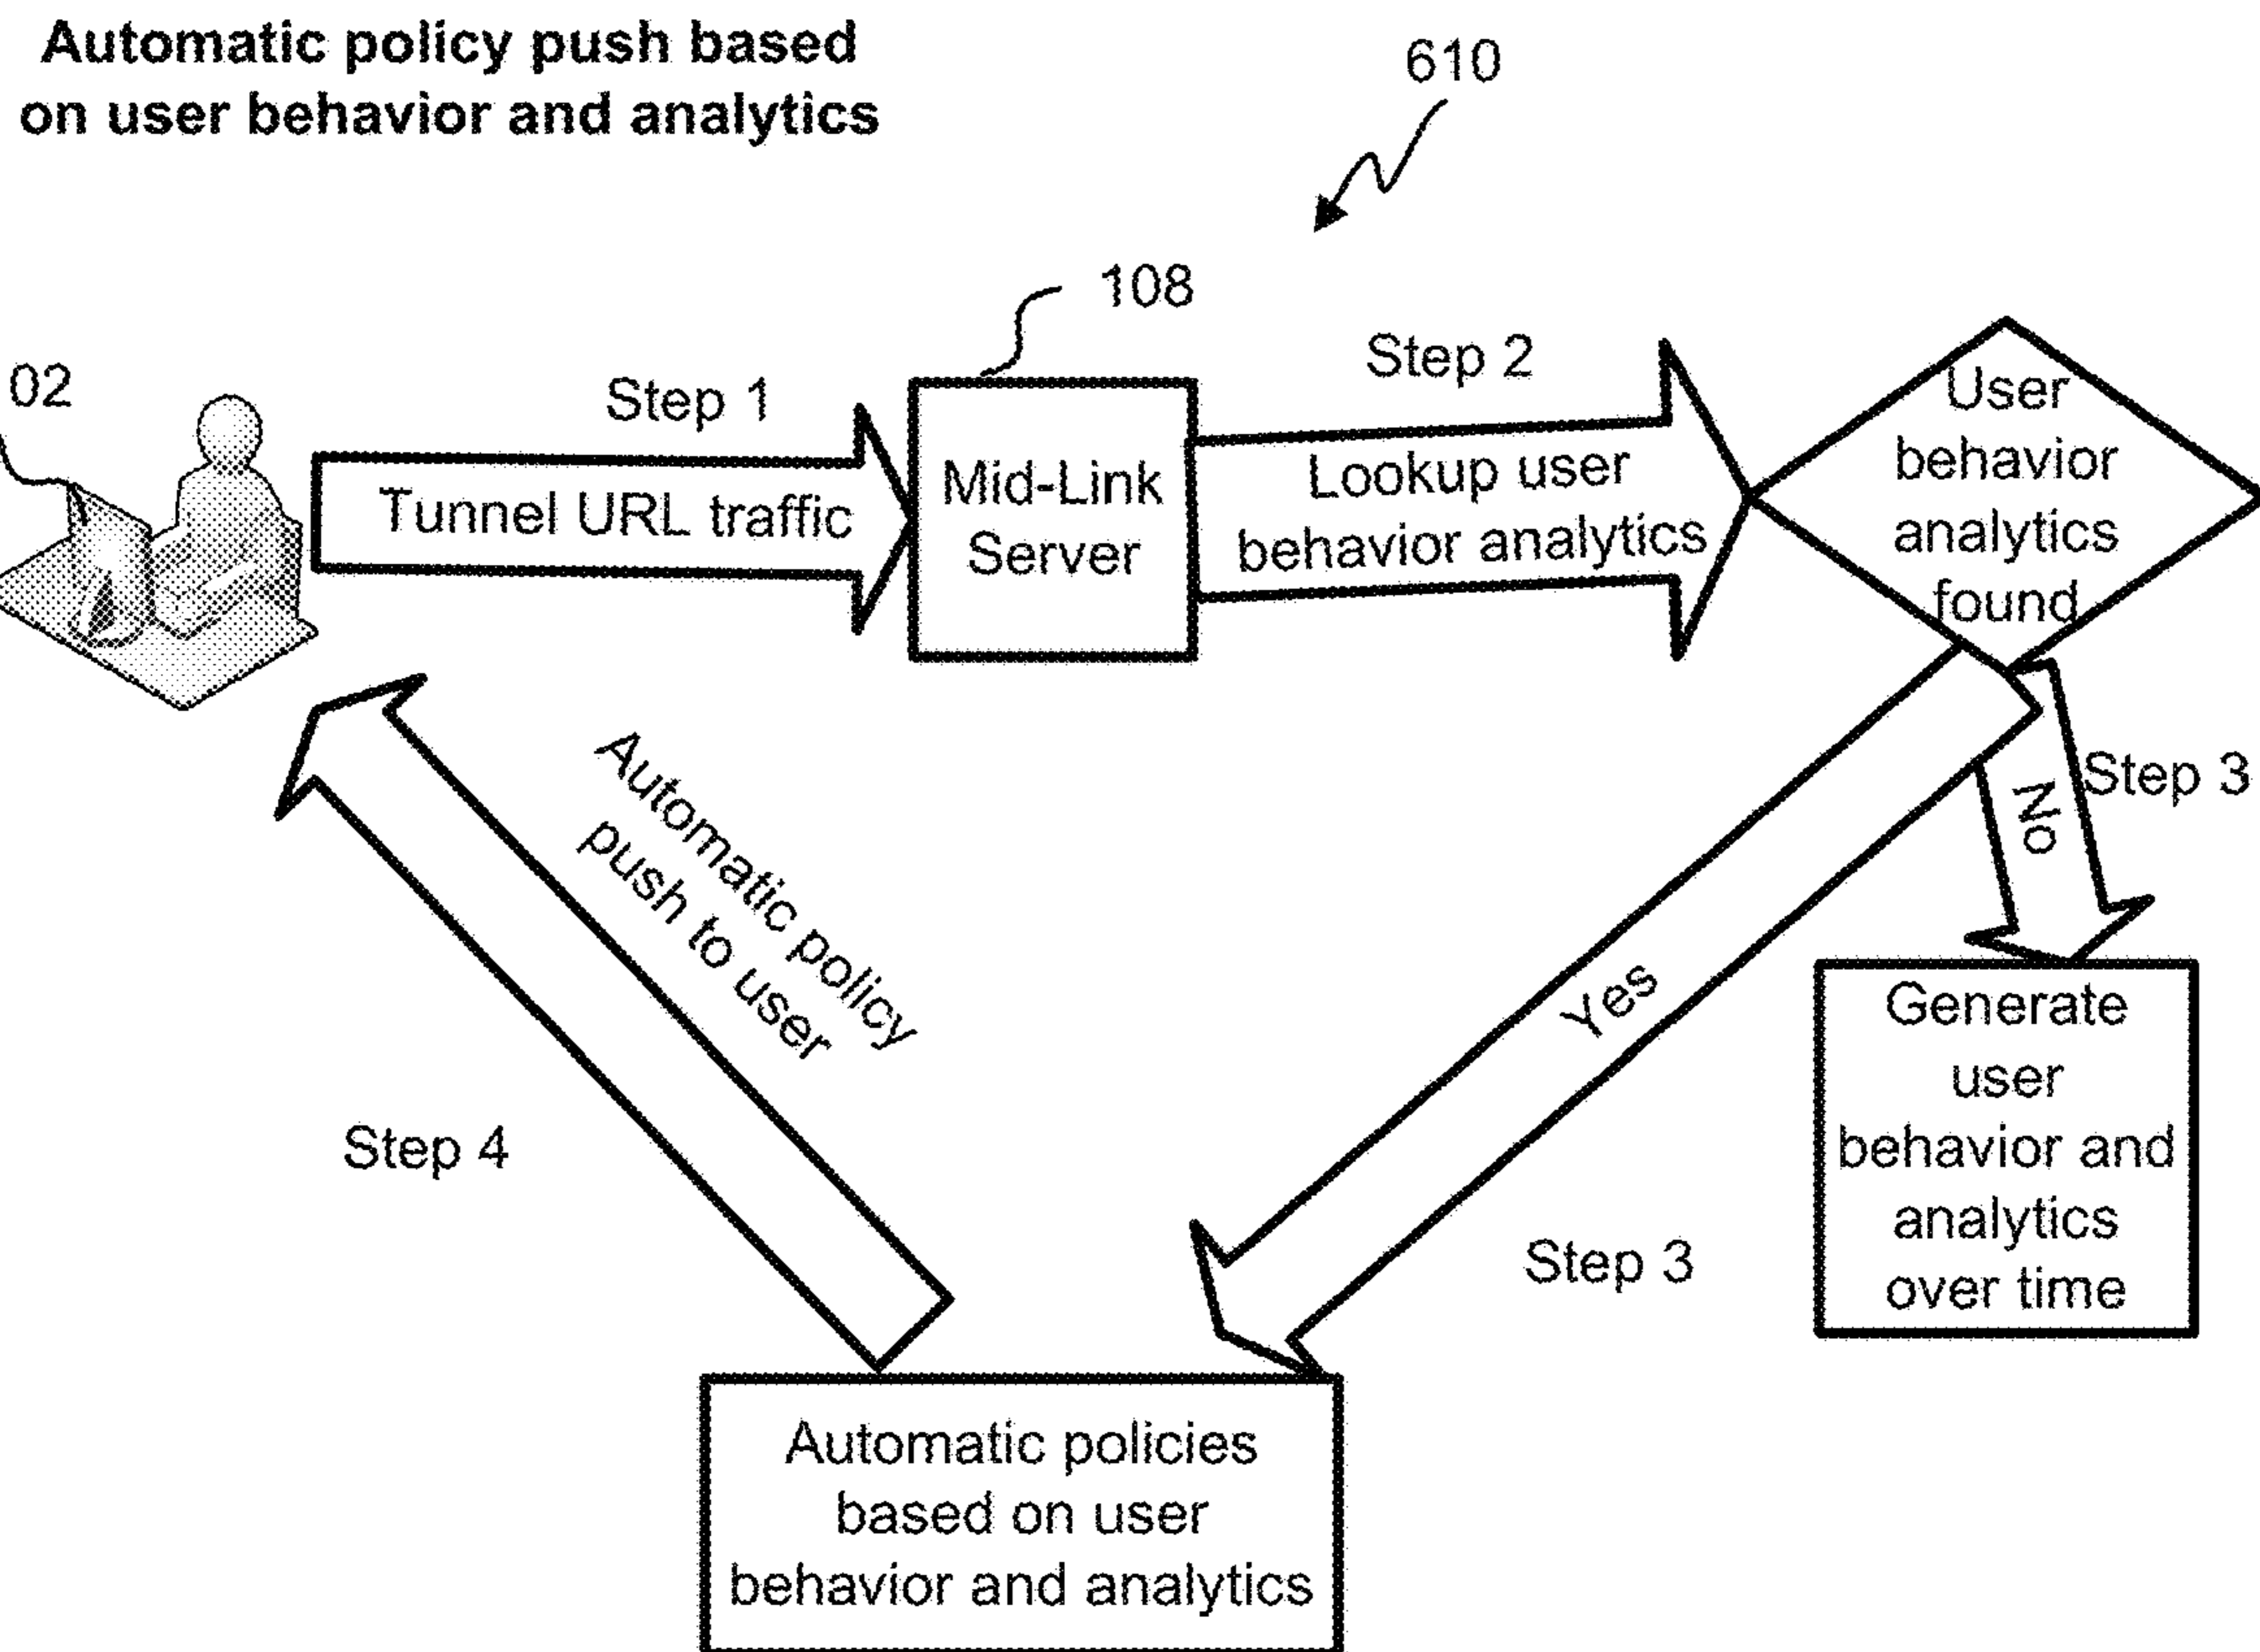 Automatic policy push based
on user behavior and analytics
610
108
02
Step 1
Tunnel URL traffic
Mid-Link
Server
Step 2
Lookup user
behavior analytics
User
behavior
analytics
found
Step 3
No
Yes
Step 3
Generate
user
behavior and
analytics
over time
Automatic policy
push to user
Step 4
Automatic policies
based on user
behavior and analytics